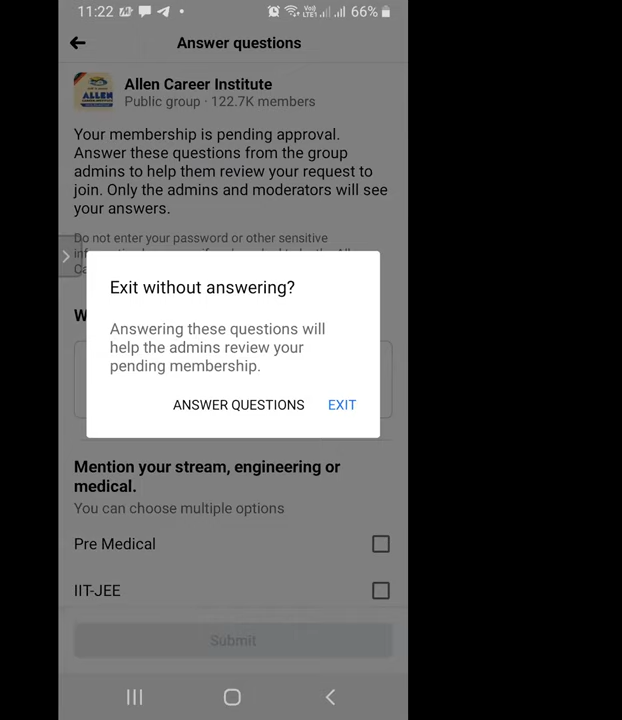 11:22
66%
Answer questions
ALLEN
Allen Career Institute
Public group · 122.7K members
Your membership is pending approval.
Answer these questions from the group
admins to help them review your request to
join. Only the admins and moderators will see
your answers.
Do not enter your password or other sensitive
Exit without answering?
Answering these questions will
help the admins review your
pending membership.
ANSWER QUESTIONS EXIT
Mention your stream, engineering or
medical.
You can choose multiple options
Pre Medical
IIT-JEE
Submit